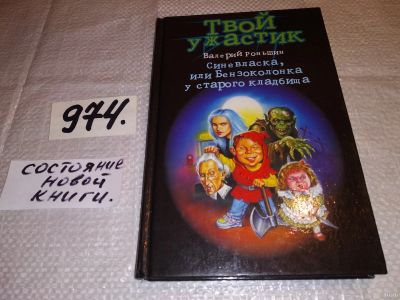 ТВОЙ
УЖАСТИК
Валерий Роньшин
Синевласка,
или Бензоколонка
у старого кладбища
974.
СОСТОЯНИЕ
НОВОЙ
КНИГИ.